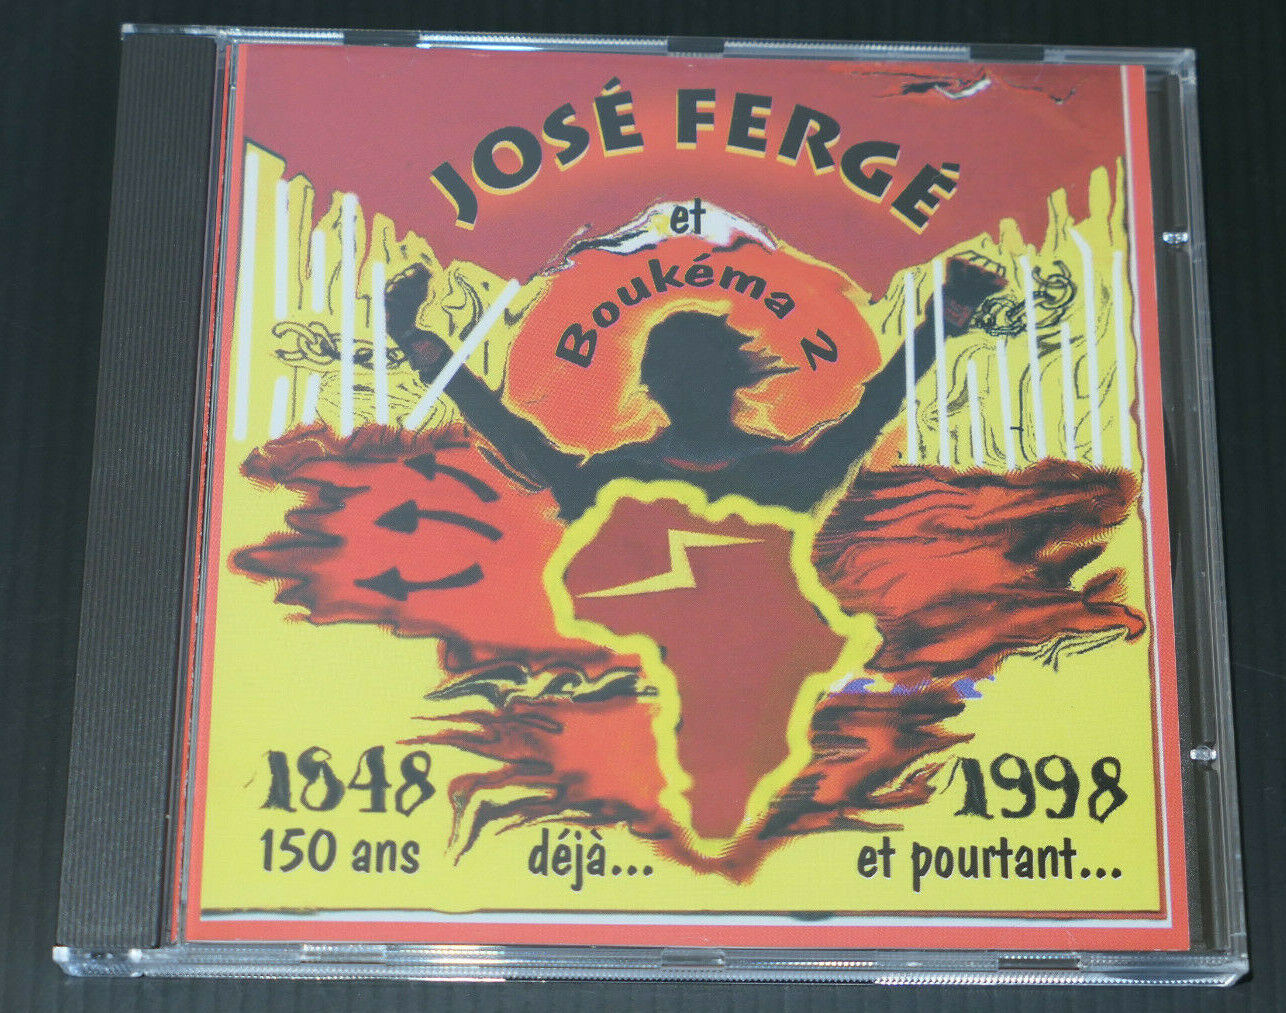 JOSÉ FERGÉ
et
Boukéma 2
1848
1998
150 ans déjà... et pourtant...